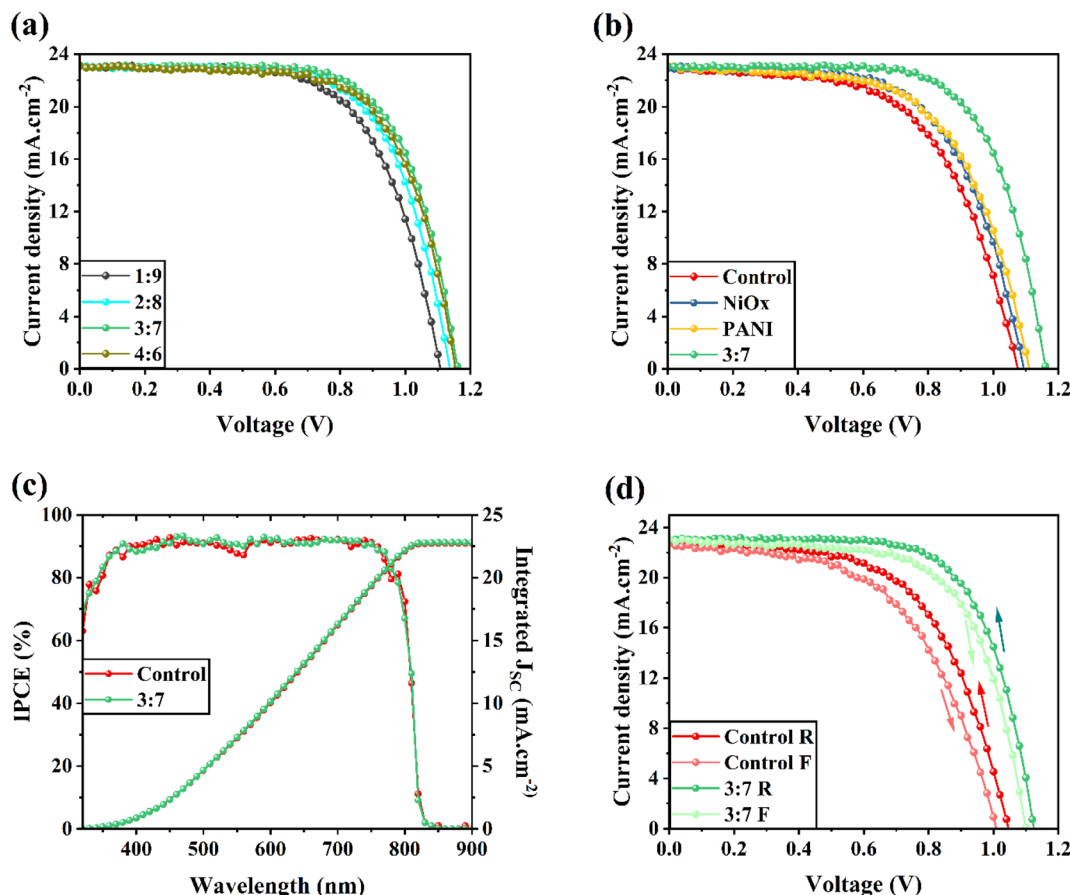 (a)
24
20
16
12
8
4
0
Current density (mA.cm-2)
1:9
2:8
3:7
4:6
0.0 0.2 0.4 0.6 0.8 1.0 1.2
Voltage (V)
(b)
24
20
16
12
8
4
0
Current density (mA.cm-2)
Control
NiOx
PANI
3:7
0.0 0.2 0.4 0.6 0.8 1.0 1.2
Voltage (V)
(c)
100
80
60
40
20
0
IPCE (%)
Control
3:7
25
20
15
10
5
0
Integrated JSC (mA.cm-2)
400 500 600 700 800 900
Wavelength (nm)
(d)
24
20
16
12
8
4
0
Current density (mA.cm-2)
Control R
Control F
3:7 R
3:7 F
0.0 0.2 0.4 0.6 0.8 1.0 1.2
Voltage (V)